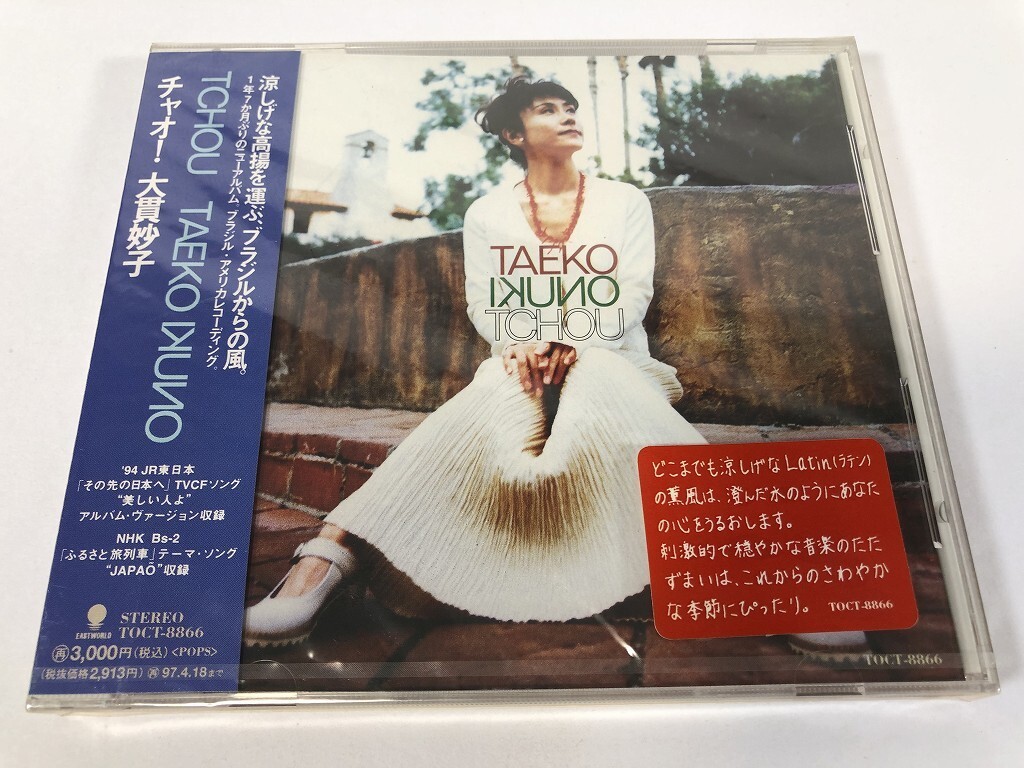 涼しげな高揚を運ぶ、ブラジルからの風。
1年7か月ぶりのニューアルバム、ブラジル・アメリカレコーディング。
TCHOU TAEKO ONUKI
チャオ! 大貫妙子
'94 JR東日本
「その先の日本へ」TVCFソング
“美しい人よ”
アルバム・ヴァージョン収録
NHK Bs-2
「ふるさと旅列車」テーマ・ソング
“JAPAÕ”収録
EASTWORLD
STEREO
TOCT-8866
再3,000円(税込)<POPS>
(税抜価格2,913円) 再97.4.18まで
TAEKO
ONUKI
TCHOU
どこまでも涼しげなLatin(ラテン)
の薫風は、澄んだ水のようにあなた
の心をうるおします。
刺激的で穏やかな音楽のたた
ずまいは、これからのさわやか
な季節にぴったり。 TOCT-8866
TOCT-8866